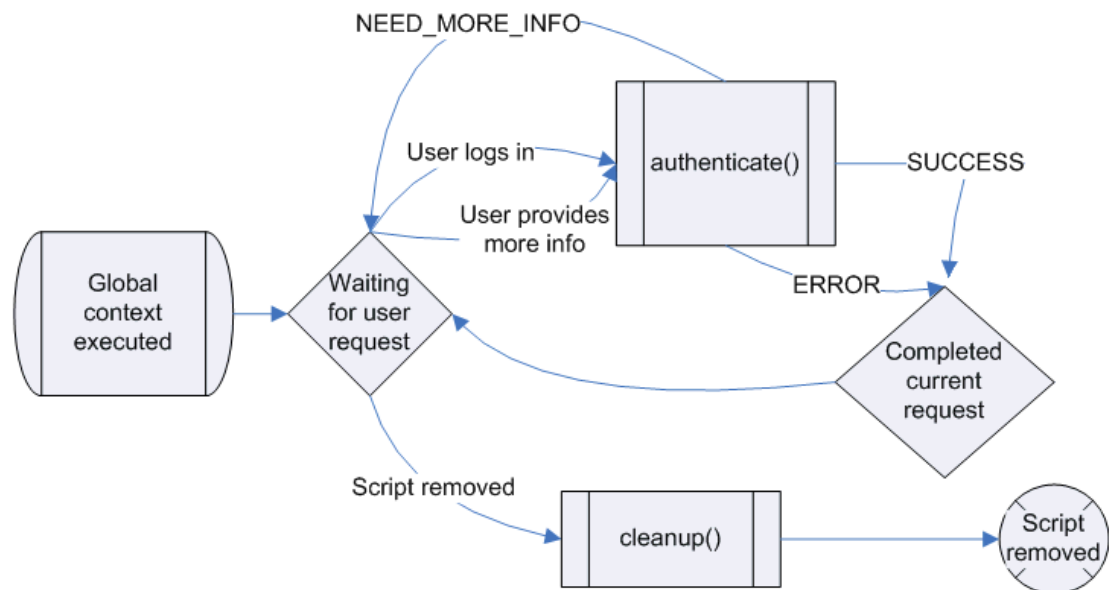 NEED_MORE_INFO
User logs in
authenticate()
SUCCESS
User provides
more info
Global
context
executed
Waiting
for user
request
ERROR
Completed
current
request
Script removed
cleanup()
Script
removed